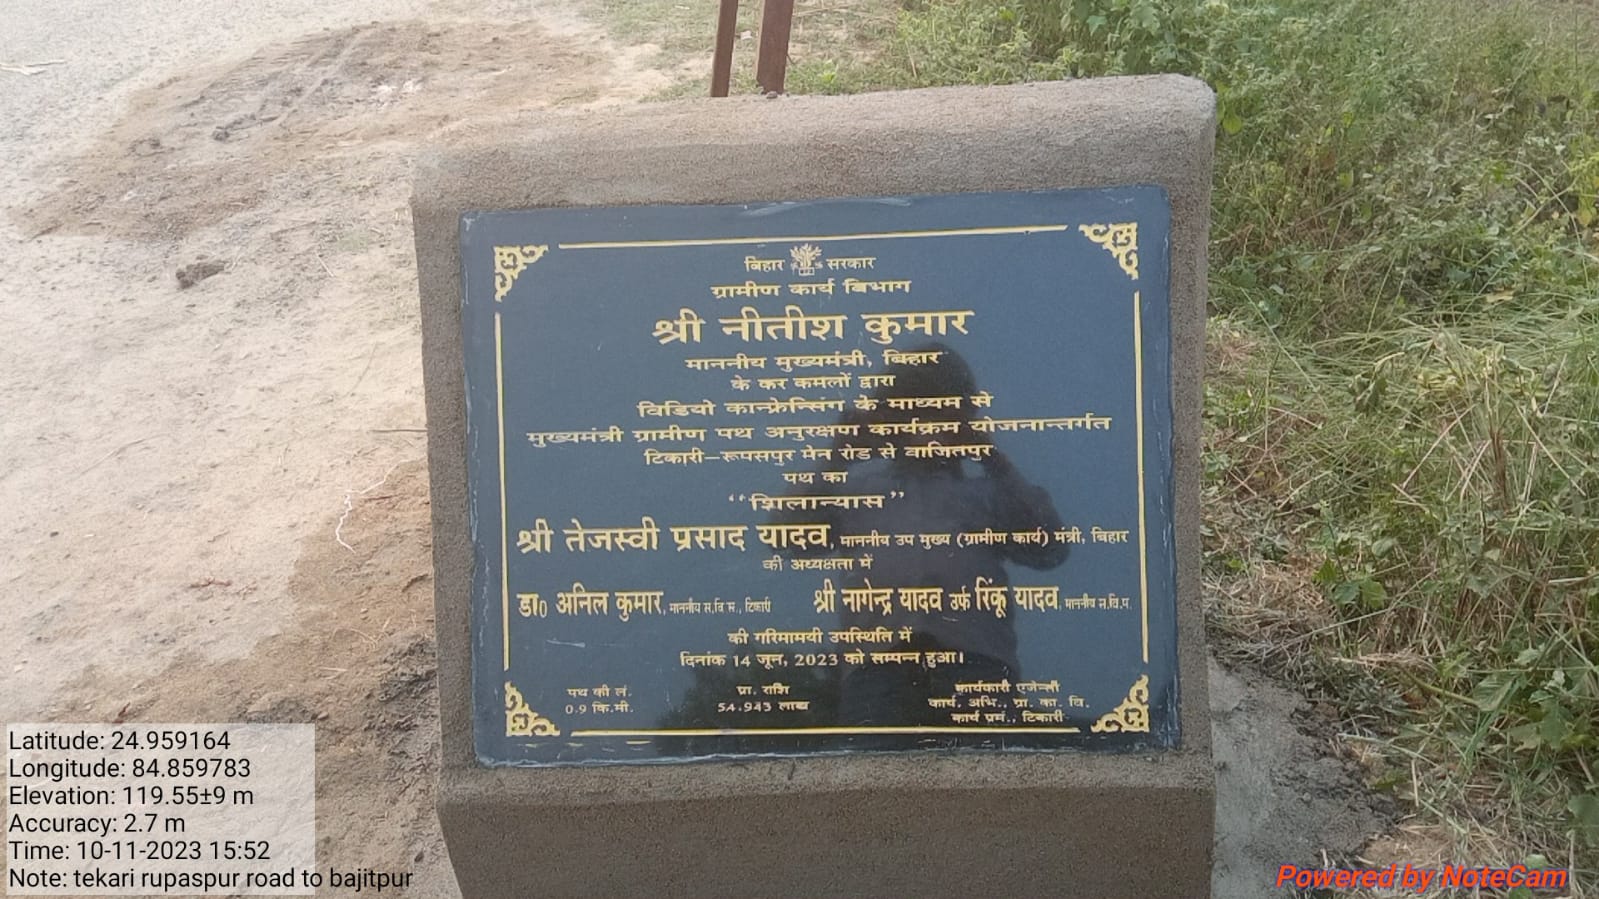 बिहार सरकार
ग्रामीण कार्य विभाग
श्री नीतीश कुमार
माननीय मुख्यमंत्री, बिहार
के कर कमलों द्वारा
विडियो कान्फ्रेन्सिंग के माध्यम से
मुख्यमंत्री ग्रामीण पथ अनुरक्षण कार्यक्रम योजनान्तर्गत
टिकारी–रूपसपुर मेन रोड से वाजितपुर
पथ का
“शिलान्यास”
श्री तेजस्वी प्रसाद यादव, माननीय उप मुख्य (ग्रामीण कार्य) मंत्री, बिहार
की अध्यक्षता में
डा० अनिल कुमार, माननीय स.वि.स., टिकारी श्री नागेन्द्र यादव उर्फ रिंकू यादव, माननीय स.वि.प.
की गरिमामयी उपस्थिति में
दिनांक 14 जून, 2023 को सम्पन्न हुआ।
पथ की लं. प्रा. राशि कार्यकारी एजेन्सी
0.9 कि.मी. 54.943 लाख कार्य. अभि., ग्रा. का. वि.
कार्य प्रमं., टिकारी
Latitude: 24.959164
Longitude: 84.859783
Elevation: 119.55±9 m
Accuracy: 2.7 m
Time: 10-11-2023 15:52
Note: tekari rupaspur road to bajitpur
Powered by NoteCam